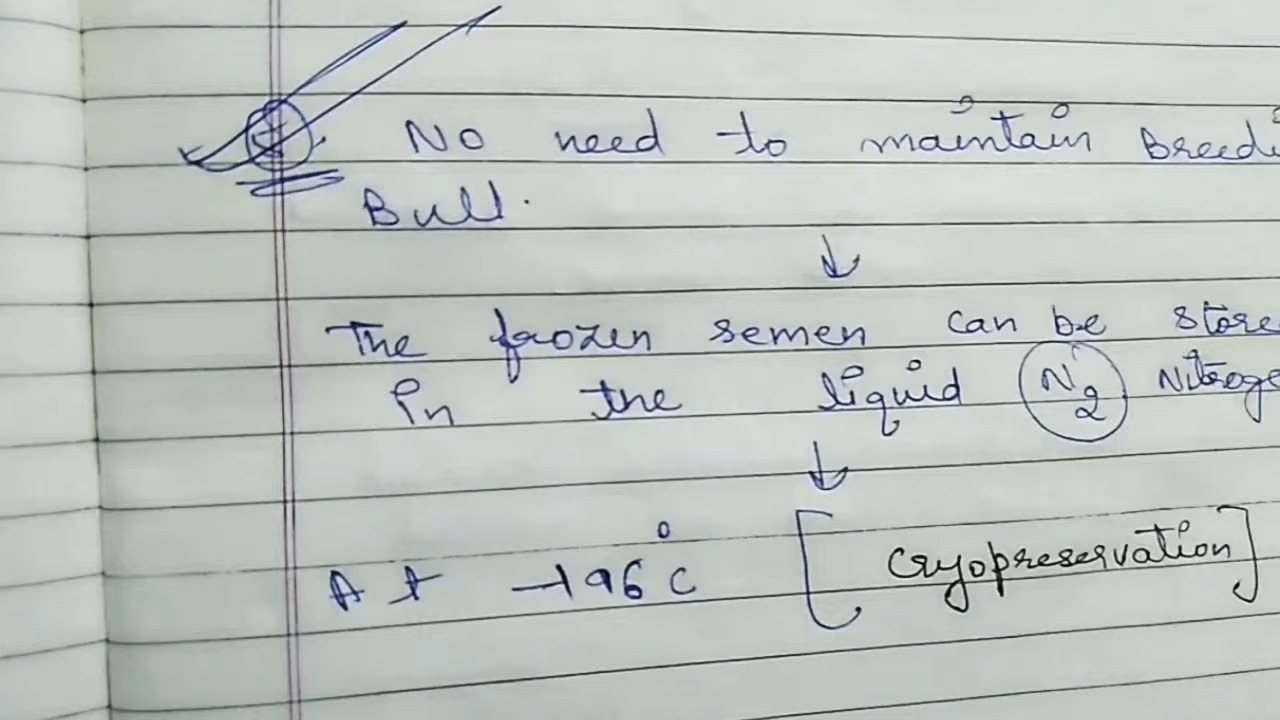 No need to maintain Breedi
Bull.
The frozen semen can be store
in the liquid N2 Nitroge
At -196°C [Cryopreservation]